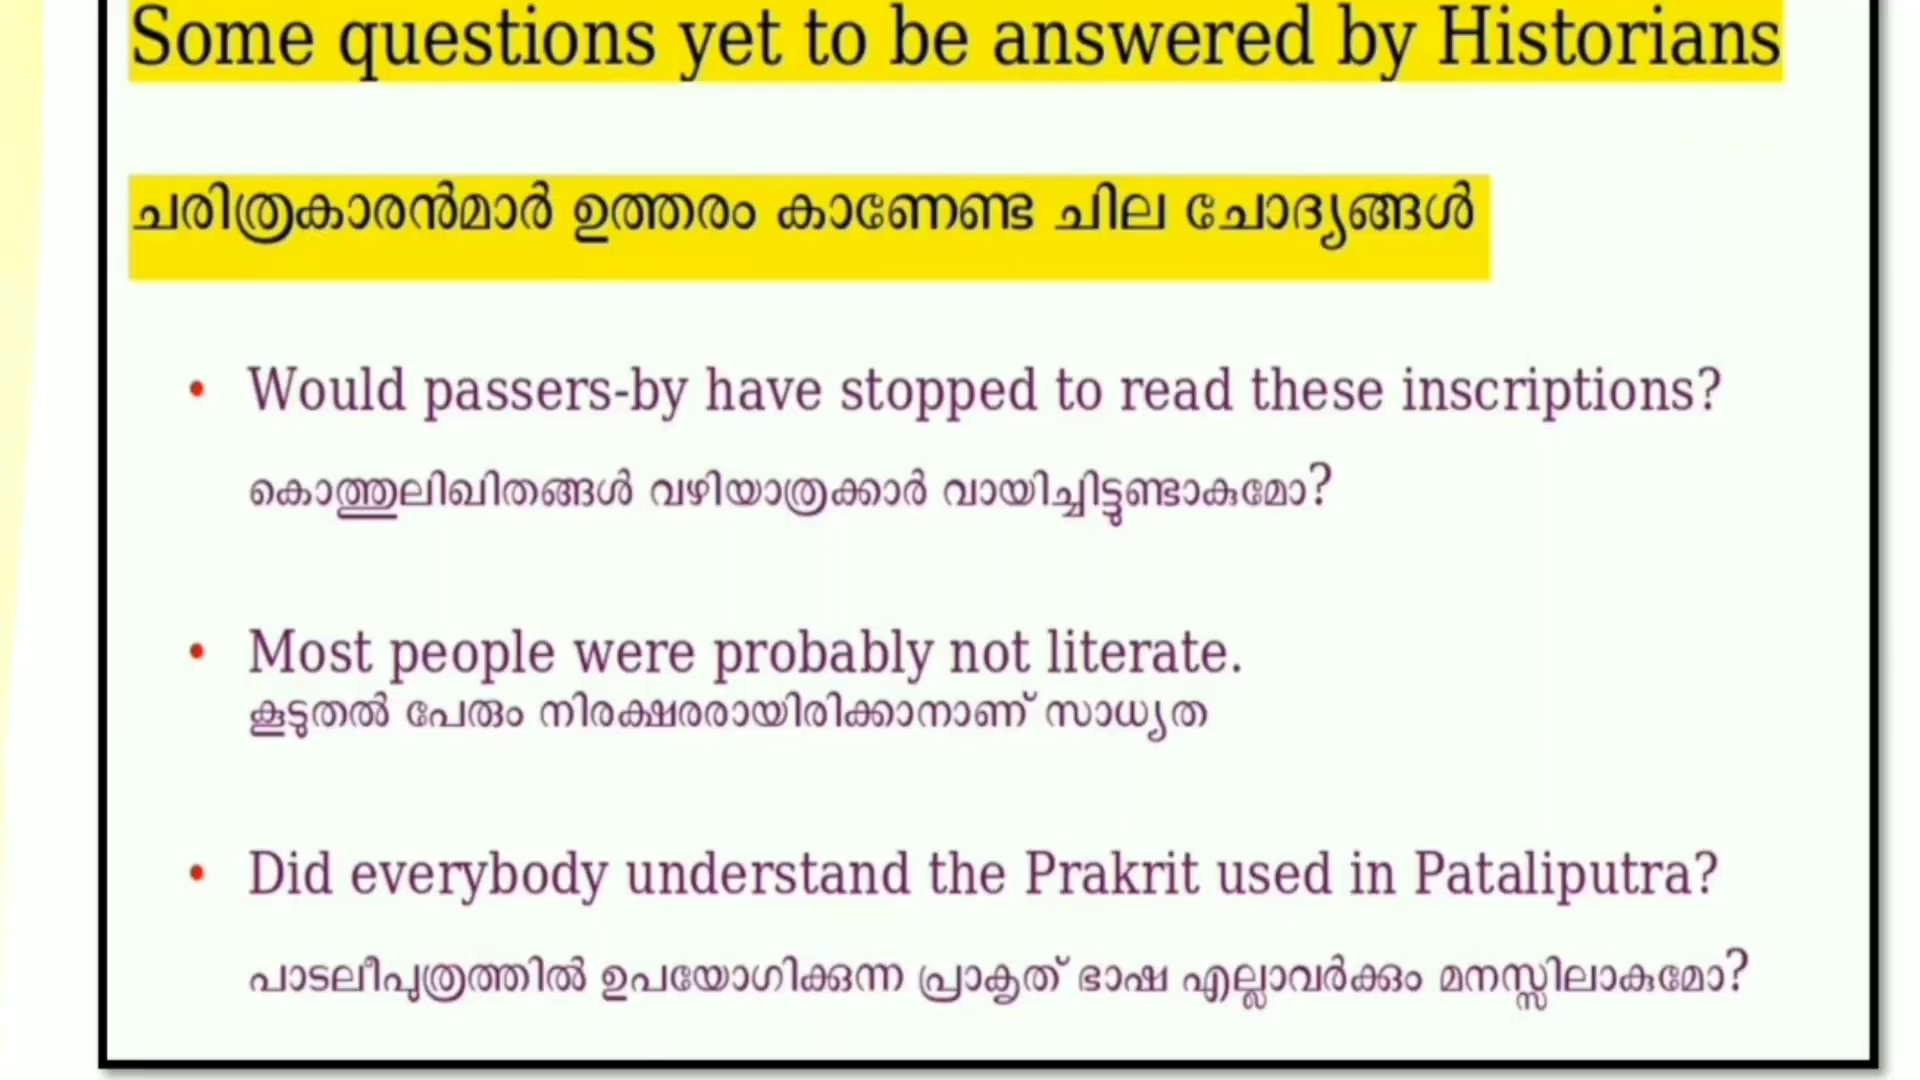 Some questions yet to be answered by Historians
ചരിത്രകാരൻമാർ ഉത്തരം കാണേണ്ട ചില ചോദ്യങ്ങൾ
• Would passers-by have stopped to read these inscriptions?
കൊത്തുലിഖിതങ്ങൾ വഴിയാത്രക്കാർ വായിച്ചിട്ടുണ്ടാകുമോ?
• Most people were probably not literate.
കൂടുതൽ പേരും നിരക്ഷരരായിരിക്കാനാണ് സാധ്യത
• Did everybody understand the Prakrit used in Pataliputra?
പാടലീപുത്രത്തിൽ ഉപയോഗിക്കുന്ന പ്രാകൃത് ഭാഷ എല്ലാവർക്കും മനസ്സിലാകുമോ?